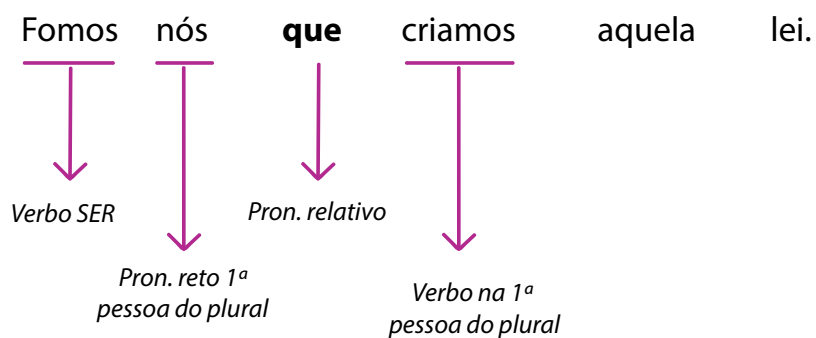 Fomos nós que criamos aquela lei.
Verbo SER
Pron. relativo
Pron. reto 1ª
pessoa do plural
Verbo na 1ª
pessoa do plural